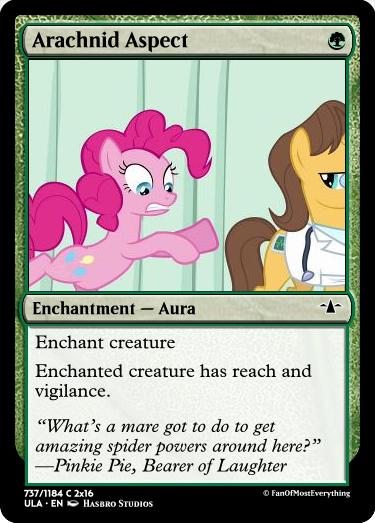 Arachnid Aspect
Enchantment — Aura
Enchant creature
Enchanted creature has reach and
vigilance.
“What’s a mare got to do to get
amazing spider powers around here?”
—Pinkie Pie, Bearer of Laughter
737/1184 C 2x16
ULA • EN Hasbro Studios
© FanOfMostEverything